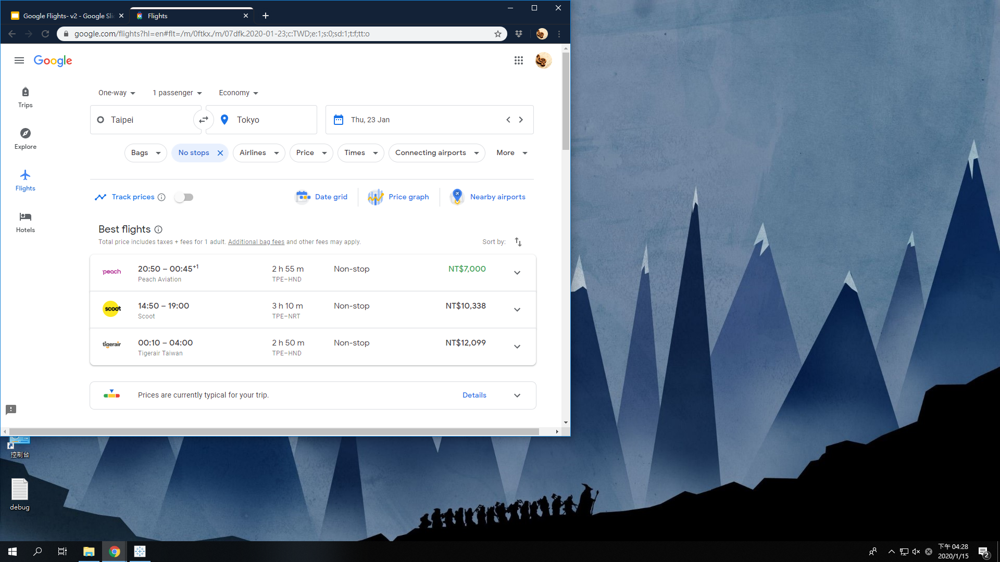 Google Flights- v2 - Google Sli
Flights
google.com/flights?hl=en#flt=/m/0ftkx./m/07dfk.2020-01-23;c:TWD;e:1;s:0;sd:1;t:f;tt:o
Google
Trips
Explore
Flights
Hotels
One-way
1 passenger
Economy
Taipei
Tokyo
Thu, 23 Jan
Bags
No stops
Airlines
Price
Times
Connecting airports
More
Track prices
Date grid
Price graph
Nearby airports
Best flights
Total price includes taxes + fees for 1 adult. Additional bag fees and other fees may apply.
Sort by:
peach
20:50 – 00:45+1
2 h 55 m
Non-stop
NT$7,000
Peach Aviation
TPE–HND
scoot
14:50 – 19:00
3 h 10 m
Non-stop
NT$10,338
Scoot
TPE–NRT
tigerair
00:10 – 04:00
2 h 50 m
Non-stop
NT$12,099
Tigerair Taiwan
TPE–HND
Prices are currently typical for your trip.
Details
控制台
debug
下午 04:28
2020/1/15
2